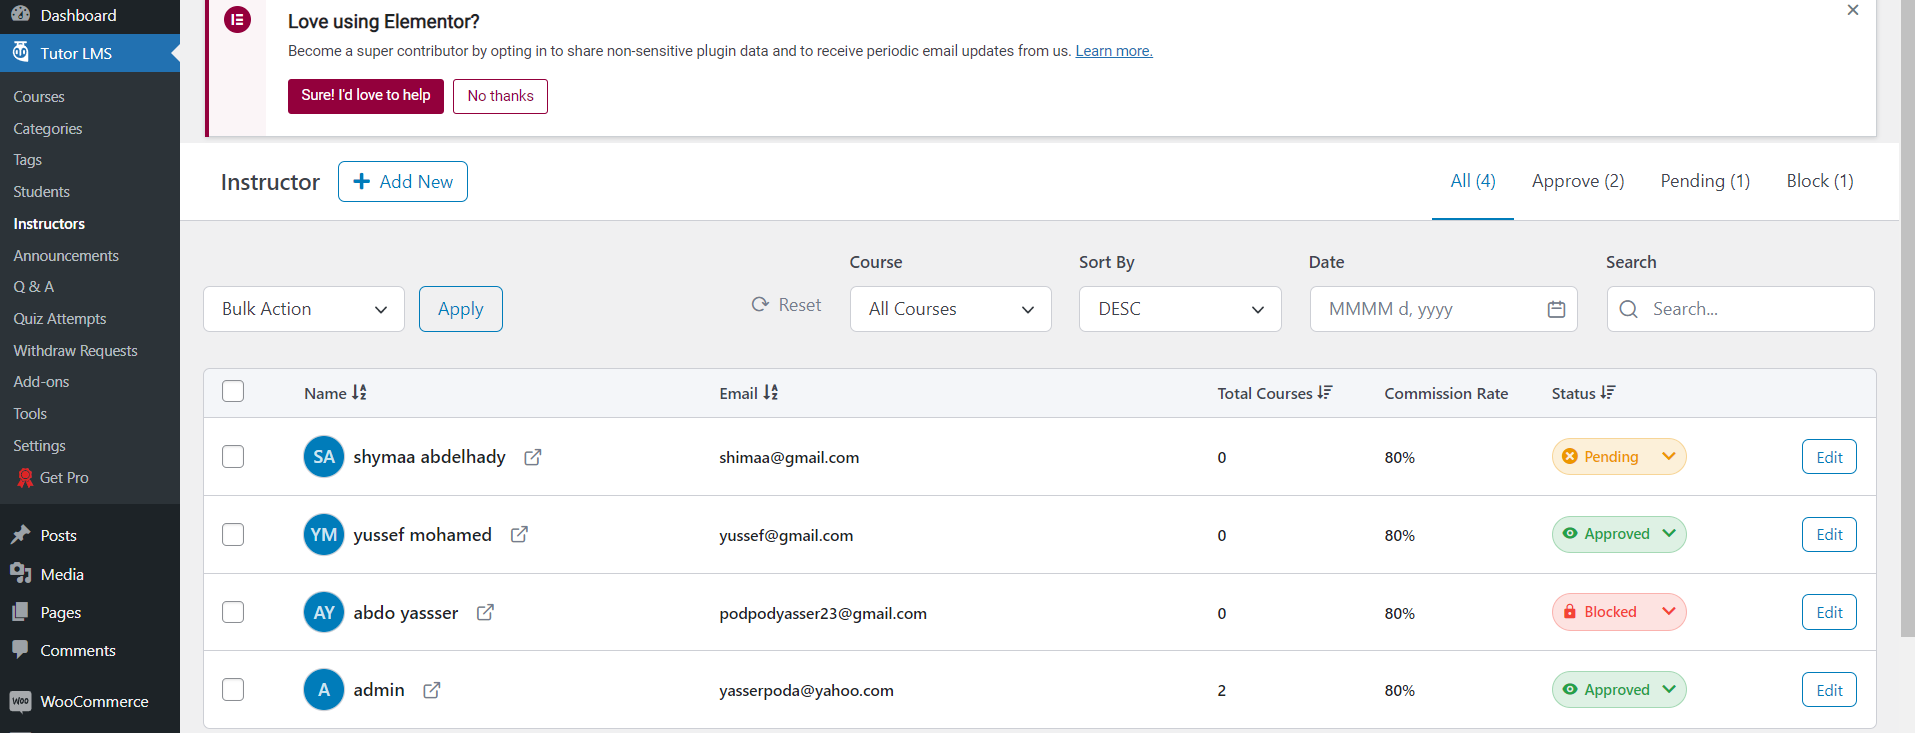 Dashboard
Tutor LMS
Courses
Categories
Tags
Students
Instructors
Announcements
Q & A
Quiz Attempts
Withdraw Requests
Add-ons
Tools
Settings
Get Pro
Posts
Media
Pages
Comments
WooCommerce
Love using Elementor?
Become a super contributor by opting in to share non-sensitive plugin data and to receive periodic email updates from us. Learn more.
Sure! I'd love to help No thanks
Instructor + Add New All (4) Approve (2) Pending (1) Block (1)
Course Sort By Date Search
Bulk Action Apply Reset All Courses DESC MMMM d, yyyy Search...
Name Email Total Courses Commission Rate Status
SA shymaa abdelhady shimaa@gmail.com 0 80% Pending Edit
YM yussef mohamed yussef@gmail.com 0 80% Approved Edit
AY abdo yassser podpodyasser23@gmail.com 0 80% Blocked Edit
A admin yasserpoda@yahoo.com 2 80% Approved Edit